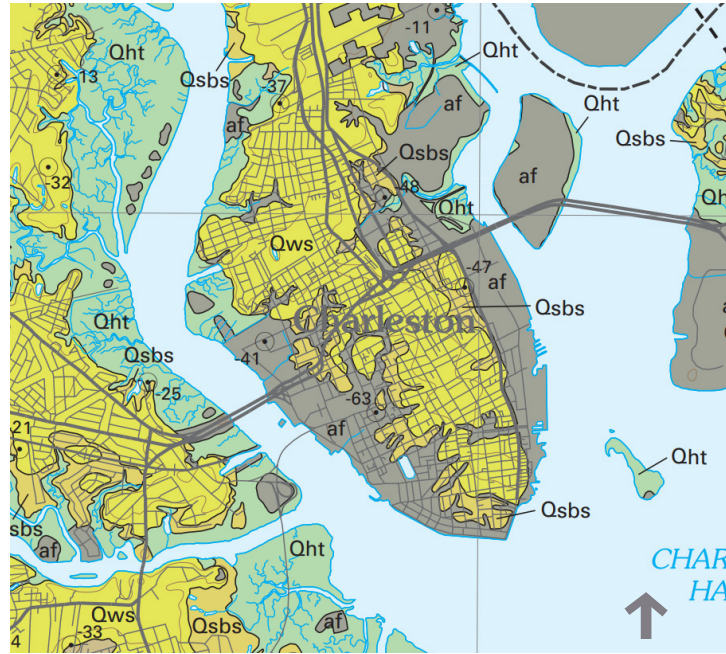 -11
Qht
Qht
Qsbs
-13
-37
Qht
af
af
Qsbs
Qsbs
-32
af
-48
Qht
Qh
Qws
-47
af
Qht
Qsbs
Charleston
Qsbs
-41
-25
-63
21
af
Qht
Qsbs
sbs
af
Qht
CHAR
HA
Qws
Qsbs
af
4
-33